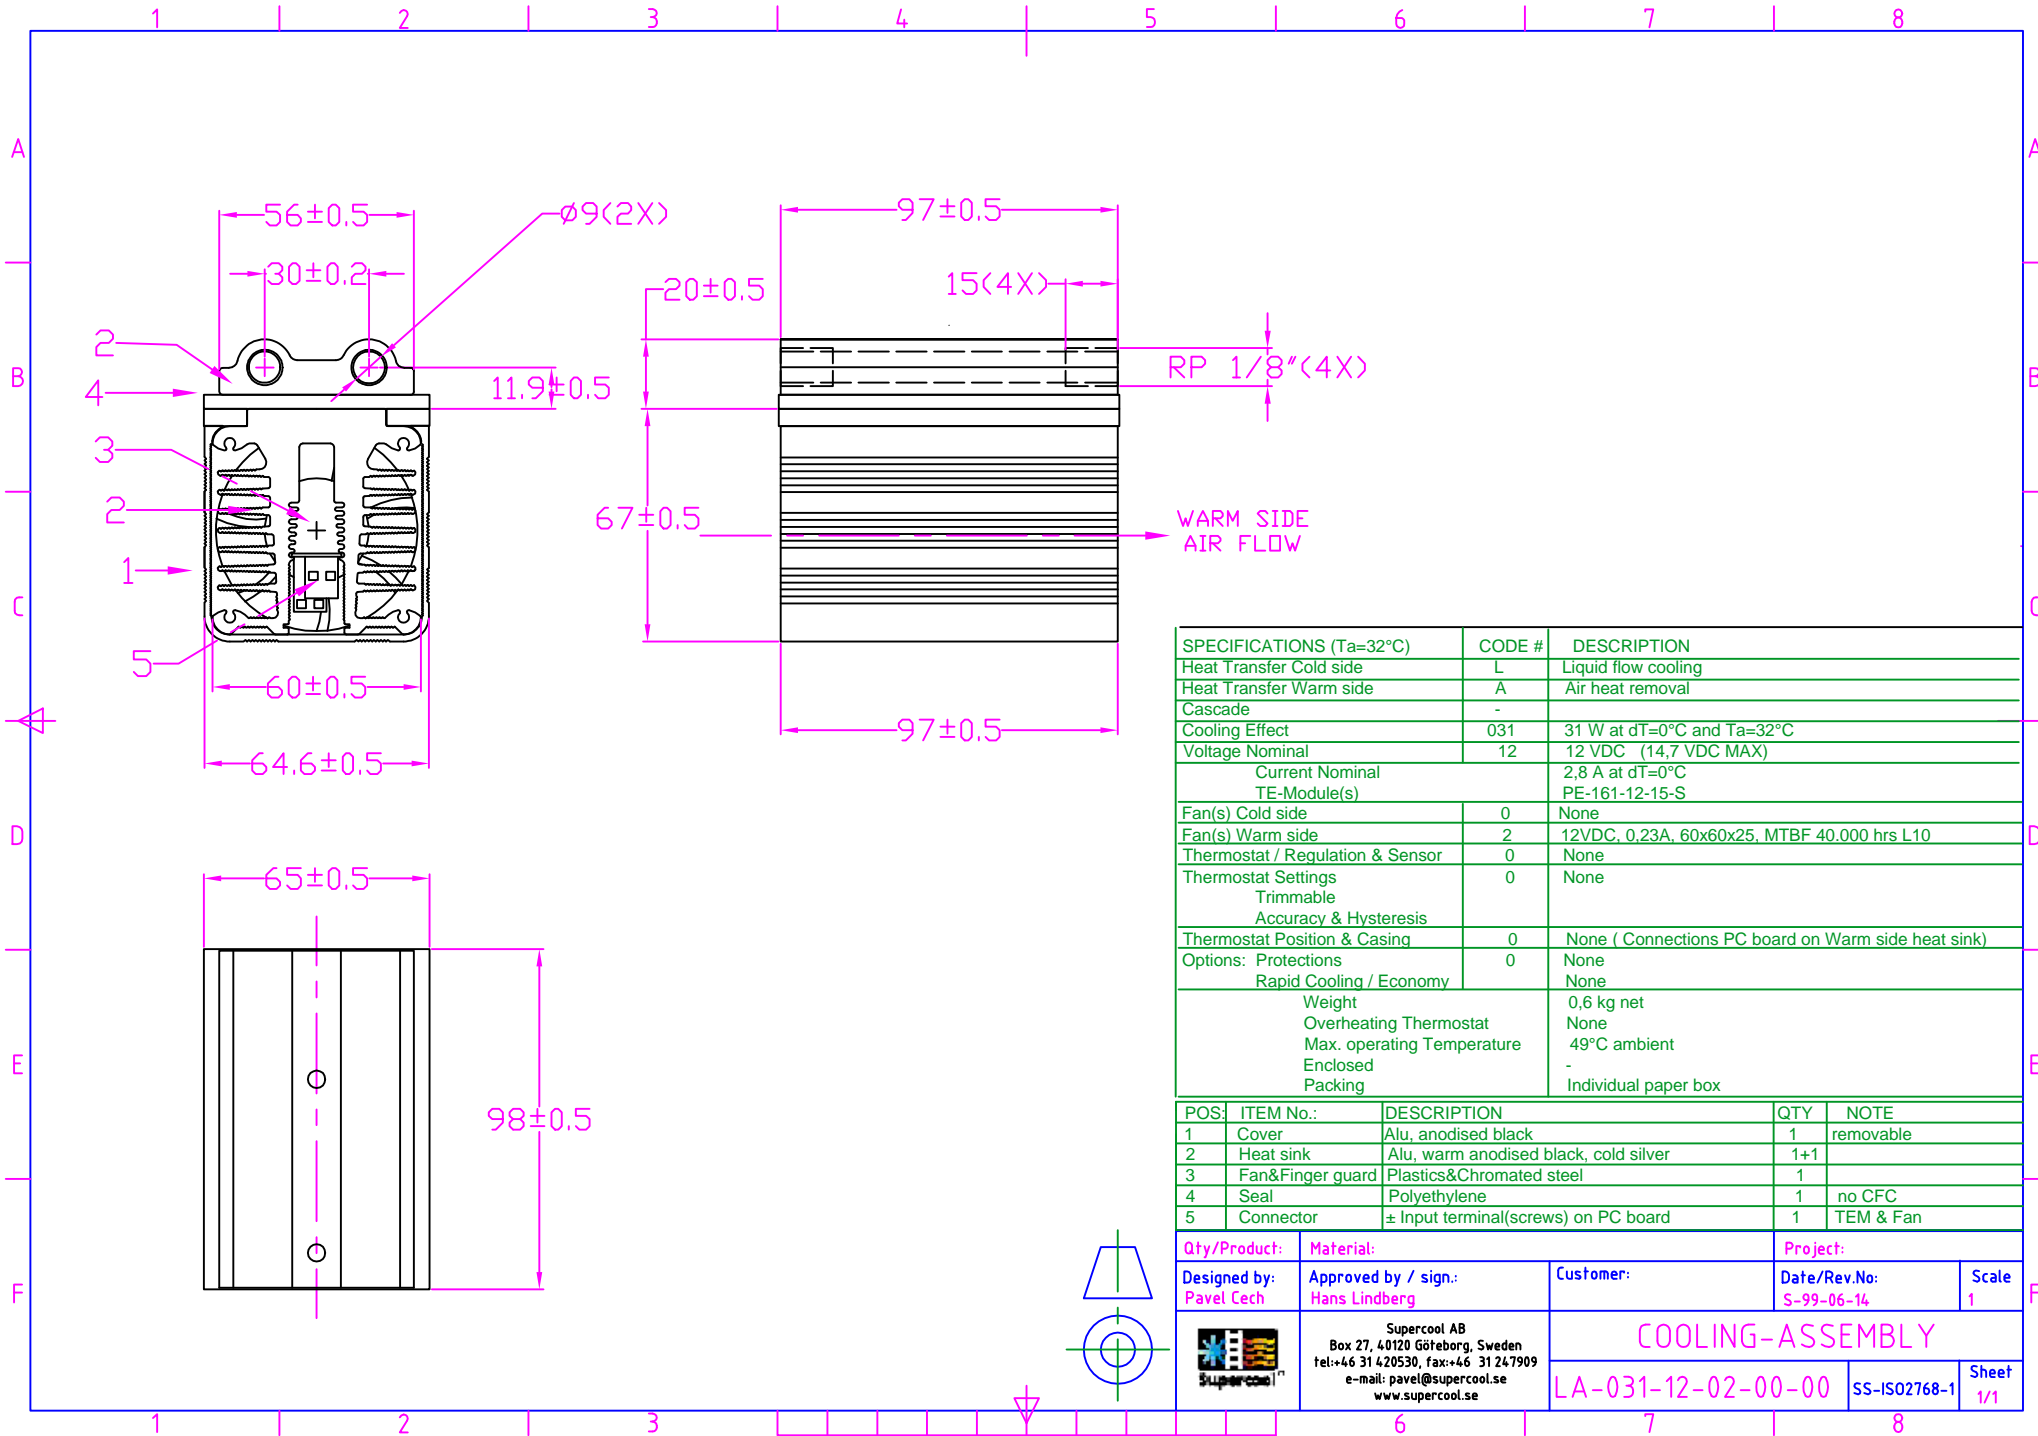 1 2 3 4 5 6 7 8
A A
B B
C C
D D
E E
F F
56±0.5
30±0.2
ø9(2X)
2
4
11.9±0.5
3
2
1
5
60±0.5
64.6±0.5
97±0.5
20±0.5
15(4X)
RP 1/8"(4X)
67±0.5
WARM SIDE
AIR FLOW
97±0.5
65±0.5
98±0.5
SPECIFICATIONS (Ta=32°C) CODE # DESCRIPTION
Heat Transfer Cold side L Liquid flow cooling
Heat Transfer Warm side A Air heat removal
Cascade -
Cooling Effect 031 31 W at dT=0°C and Ta=32°C
Voltage Nominal 12 12 VDC (14,7 VDC MAX)
Current Nominal 2,8 A at dT=0°C
TE-Module(s) PE-161-12-15-S
Fan(s) Cold side 0 None
Fan(s) Warm side 2 12VDC, 0,23A, 60x60x25, MTBF 40.000 hrs L10
Thermostat / Regulation & Sensor 0 None
Thermostat Settings 0 None
Trimmable
Accuracy & Hysteresis
Thermostat Position & Casing 0 None ( Connections PC board on Warm side heat sink)
Options: Protections 0 None
Rapid Cooling / Economy None
Weight 0,6 kg net
Overheating Thermostat None
Max. operating Temperature 49°C ambient
Enclosed -
Packing Individual paper box
POS: ITEM No.: DESCRIPTION QTY NOTE
1 Cover Alu, anodised black 1 removable
2 Heat sink Alu, warm anodised black, cold silver 1+1
3 Fan&Finger guard Plastics&Chromated steel 1
4 Seal Polyethylene 1 no CFC
5 Connector ± Input terminal(screws) on PC board 1 TEM & Fan
Qty/Product: Material: Project:
Designed by: Approved by / sign.: Customer: Date/Rev.No: Scale
Pavel Cech Hans Lindberg S-99-06-14 1
supercool
Supercool AB
Box 27, 40120 Göteborg, Sweden
tel:+46 31 420530, fax:+46 31 247909
e-mail: pavel@supercool.se
www.supercool.se
COOLING-ASSEMBLY
LA-031-12-02-00-00 SS-ISO2768-1 Sheet
1/1
1 2 3 6 7 8